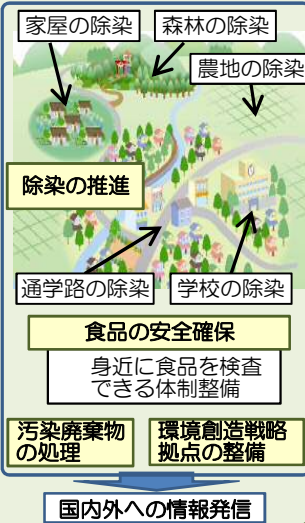 家屋の除染
森林の除染
農地の除染
除染の推進
通学路の除染
学校の除染
食品の安全確保
身近に食品を検査
できる体制整備
汚染廃棄物
の処理
環境創造戦略
拠点の整備
国内外への情報発信